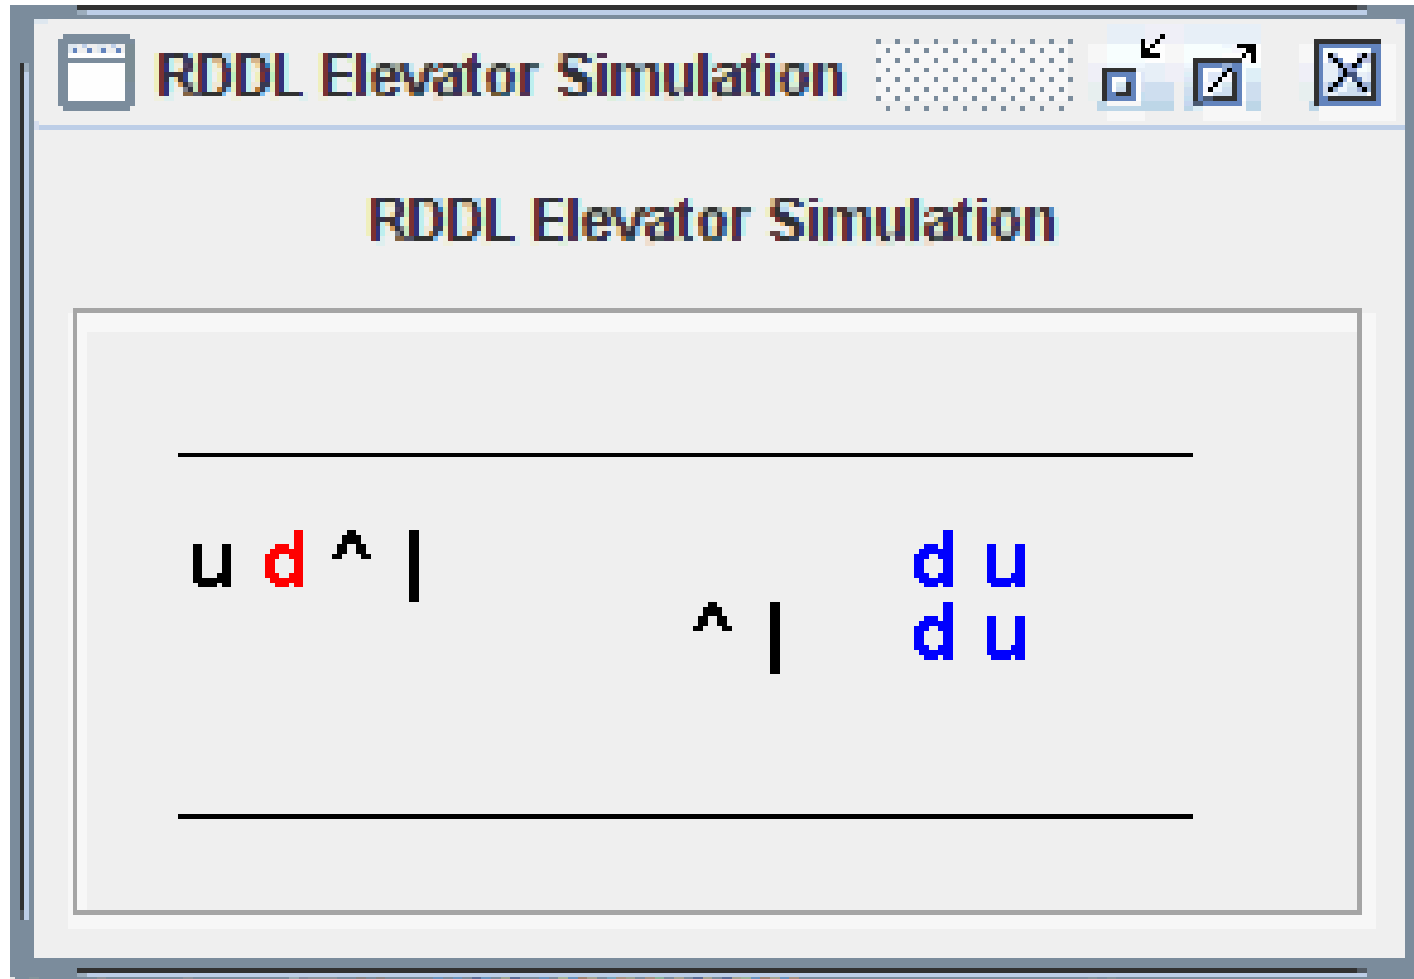 RDDL Elevator Simulation
RDDL Elevator Simulation
u d ^ | d u
^ | d u